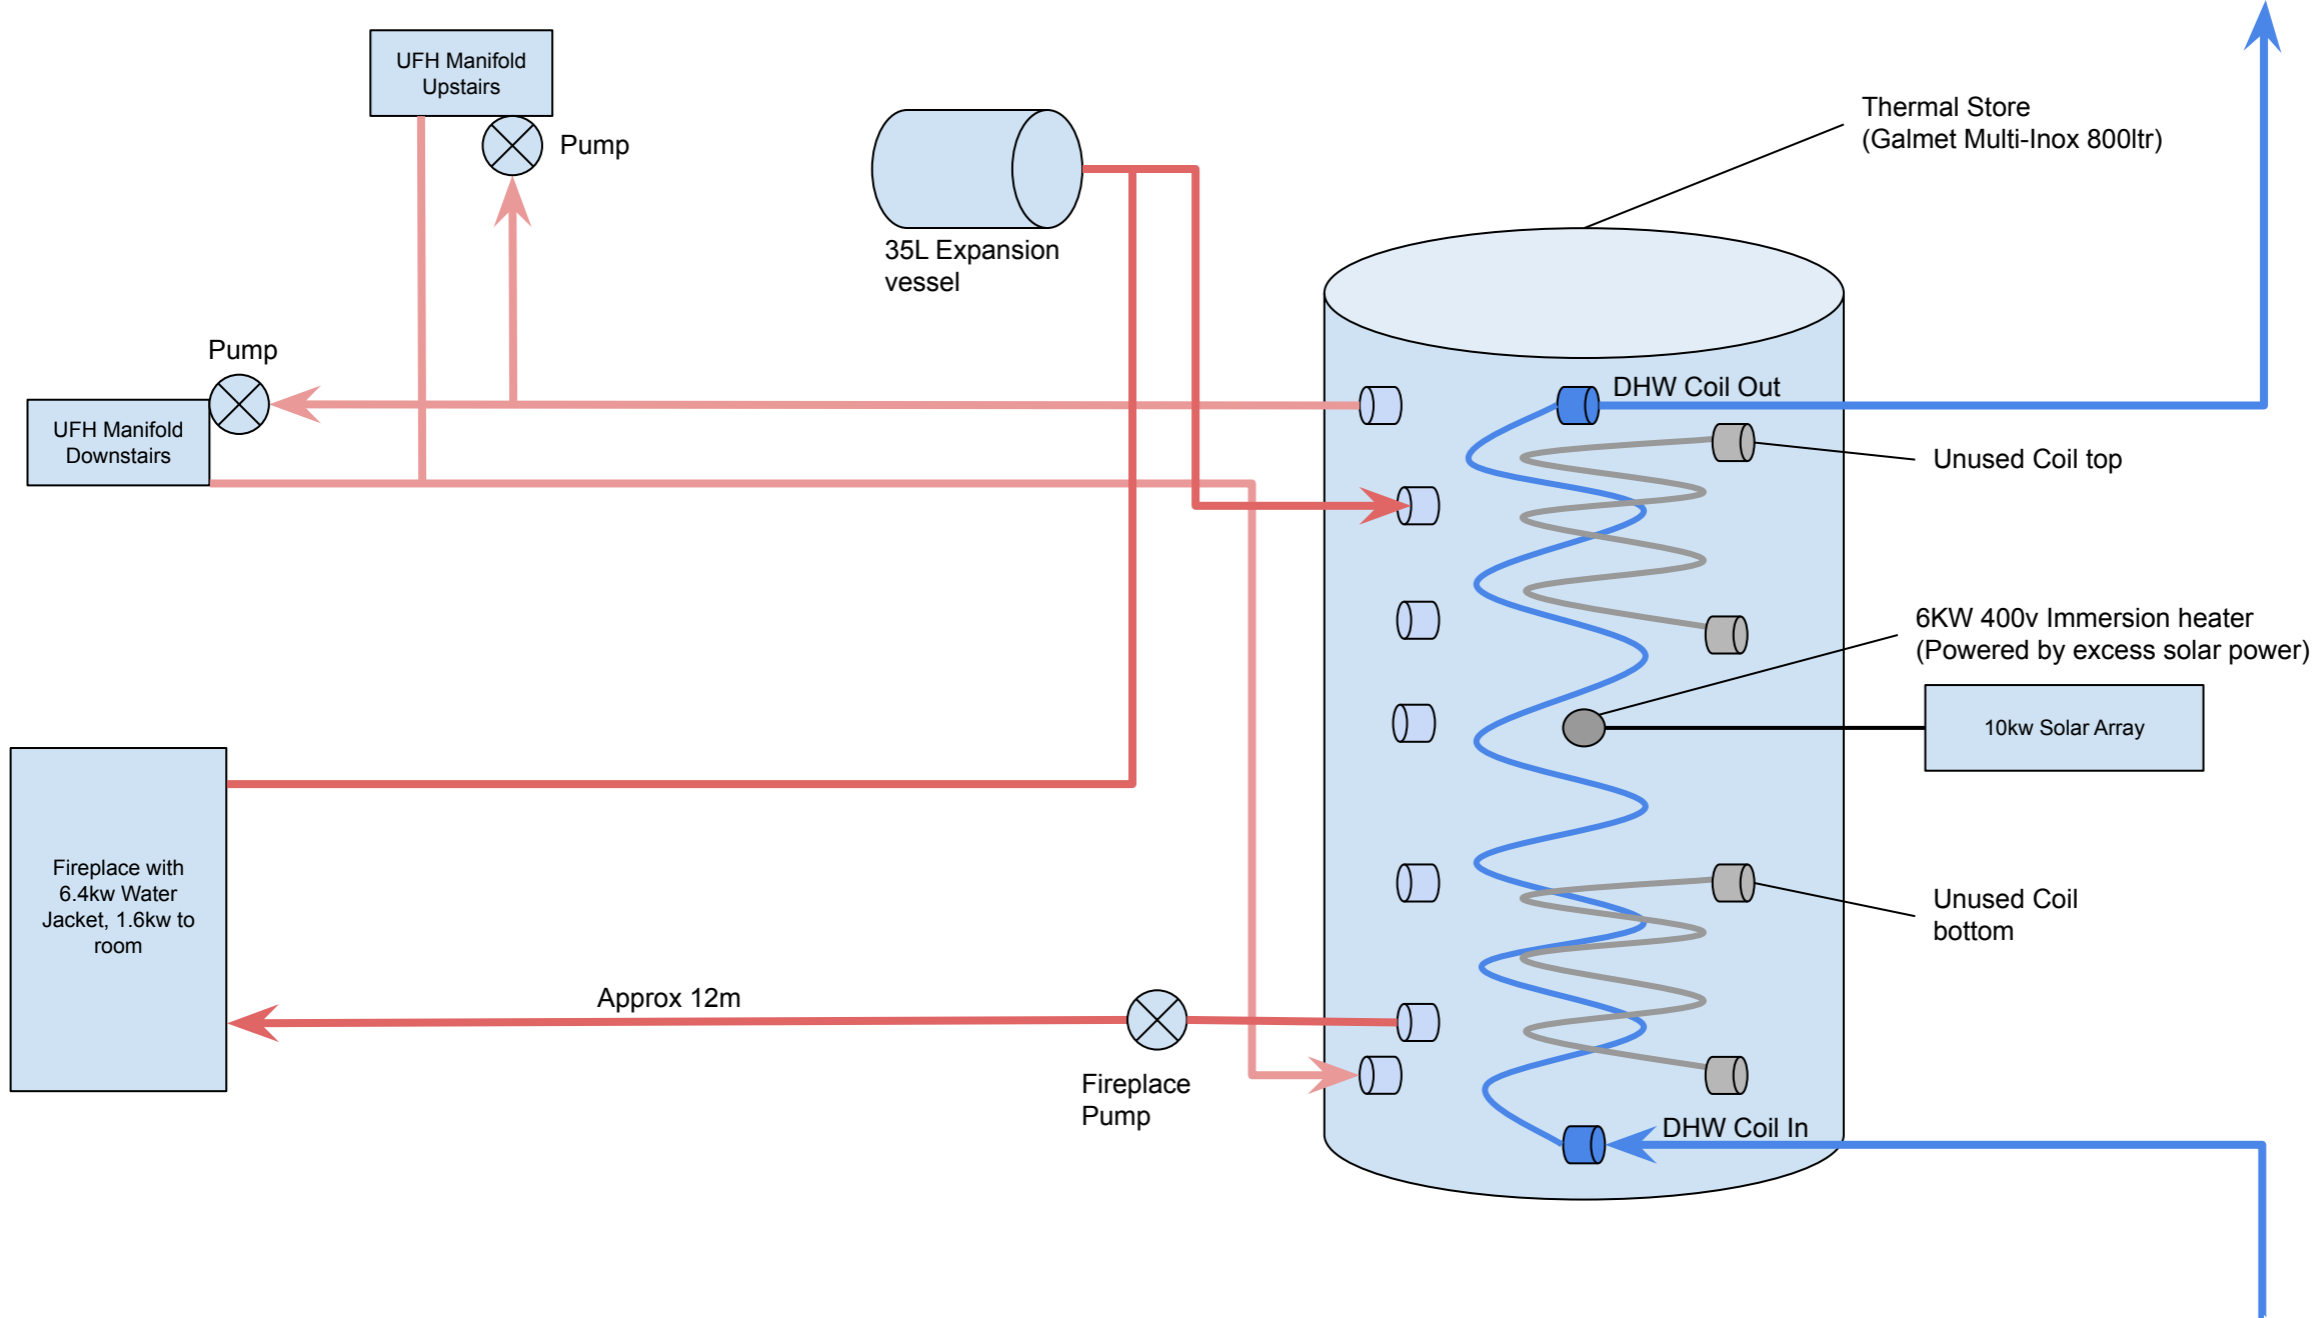 UFH Manifold
Upstairs
Pump
Thermal Store
(Galmet Multi-Inox 800ltr)
35L Expansion
vessel
Pump
UFH Manifold
Downstairs
DHW Coil Out
Unused Coil top
6KW 400v Immersion heater
(Powered by excess solar power)
10kw Solar Array
Fireplace with
6.4kw Water
Jacket, 1.6kw to
room
Unused Coil
bottom
Approx 12m
Fireplace
Pump
DHW Coil In